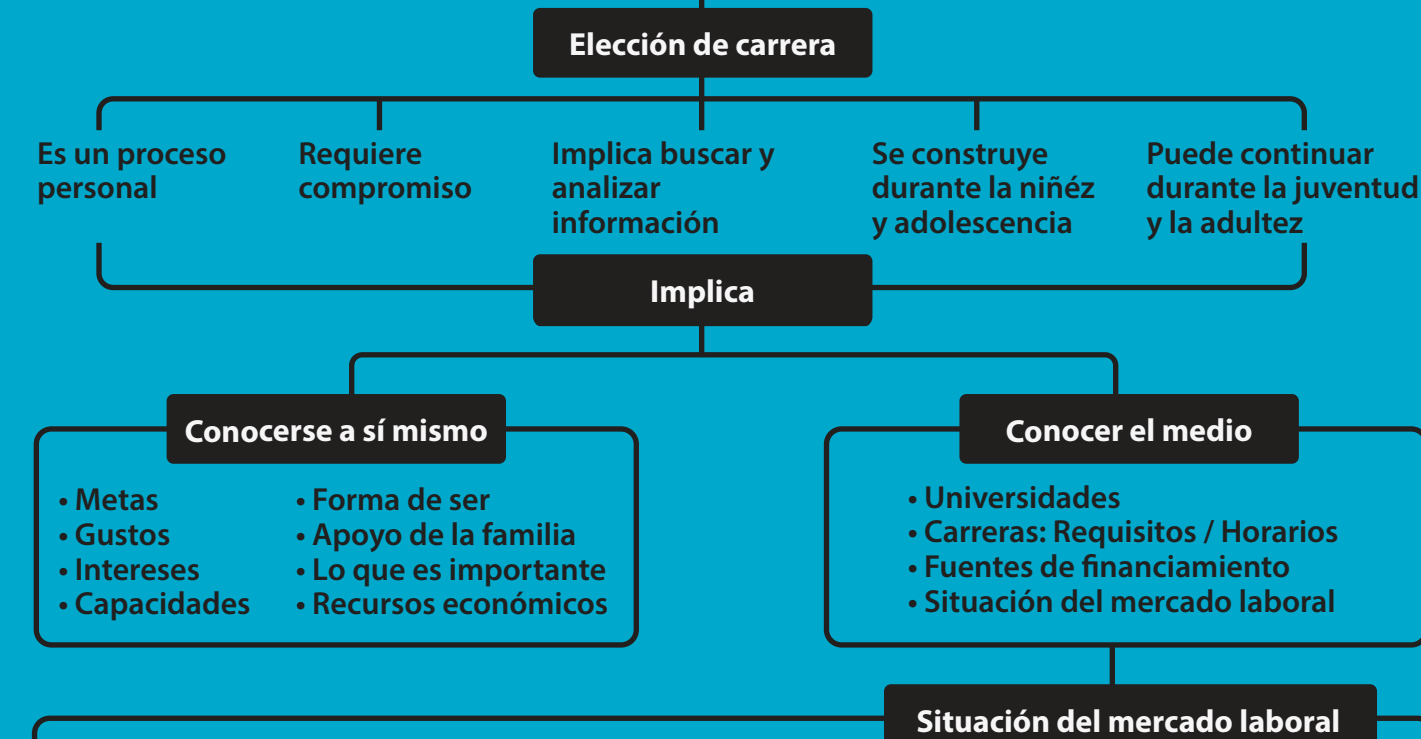 Elección de carrera
Es un proceso
personal
Requiere
compromiso
Implica buscar y
analizar
información
Se construye
durante la niñéz
y adolescencia
Puede continuar
durante la juventud
y la adultez
Implica
Conocerse a sí mismo
• Metas
• Gustos
• Intereses
• Capacidades
• Forma de ser
• Apoyo de la familia
• Lo que es importante
• Recursos económicos
Conocer el medio
• Universidades
• Carreras: Requisitos / Horarios
• Fuentes de financiamiento
• Situación del mercado laboral
Situación del mercado laboral